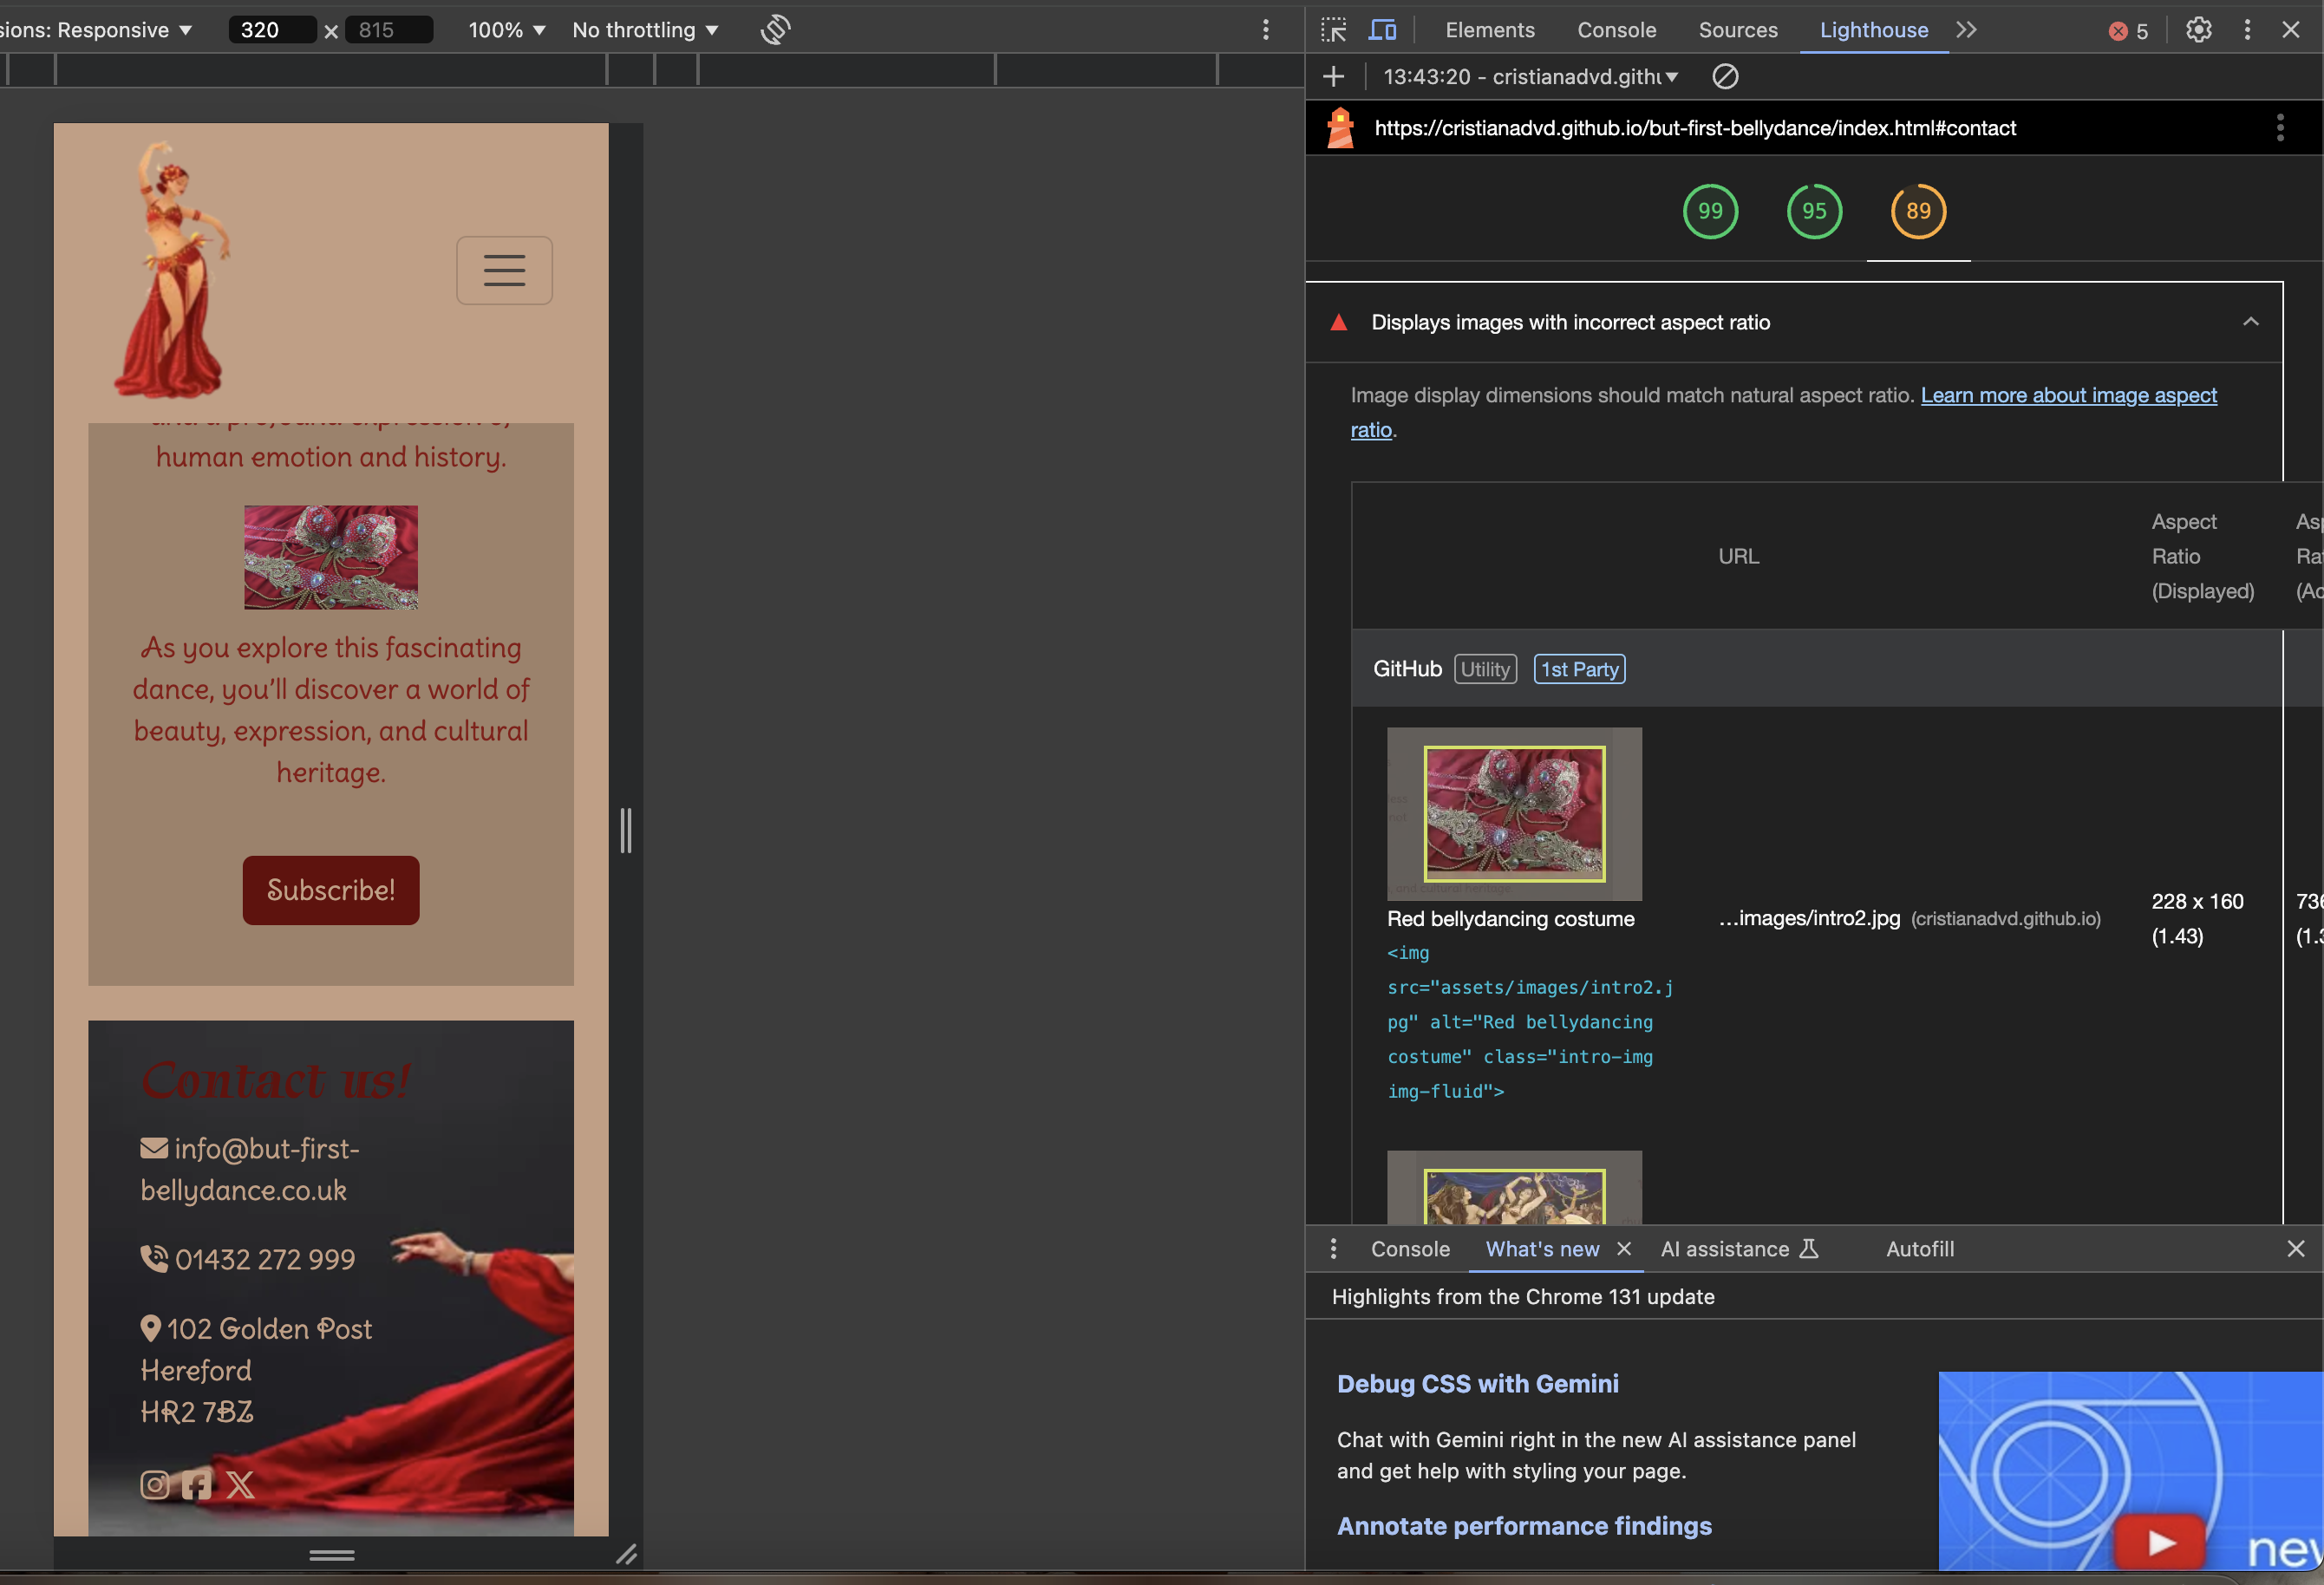 sions: Responsive ▼ 320 × 815 100% ▼ No throttling ▼
Elements Console Sources Lighthouse 5
13:43:20 - cristianadvd.githu
https://cristianadvd.github.io/but-first-bellydance/index.html#contact
99 95 89
Displays images with incorrect aspect ratio
Image display dimensions should match natural aspect ratio. Learn more about image aspect
ratio.
URL
Aspect
Ratio
(Displayed)
GitHub Utility 1st Party
Red bellydancing costume
<img
src="assets/images/intro2.j
pg" alt="Red bellydancing
costume" class="intro-img
img-fluid">
...images/intro2.jpg (cristianadvd.github.io)
228 x 160
(1.43)
human emotion and history.
As you explore this fascinating
dance, you’ll discover a world of
beauty, expression, and cultural
heritage.
Subscribe!
Contact us!
info@but-first-
bellydance.co.uk
01432 272 999
102 Golden Post
Hereford
HR2 7BZ
Console What's new AI assistance Autofill
Highlights from the Chrome 131 update
Debug CSS with Gemini
Chat with Gemini right in the new AI assistance panel
and get help with styling your page.
Annotate performance findings
new